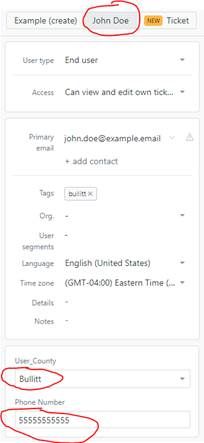 Example (create) John Doe NEW Ticket
User type End user
Access Can view and edit own tick...
Primary email john.doe@example.email
+ add contact
Tags bullitt ×
Org. -
User segments -
Language English (United States)
Time zone (GMT-04:00) Eastern Time (...
Details -
Notes -
User_County
Bullitt
Phone Number
55555555555